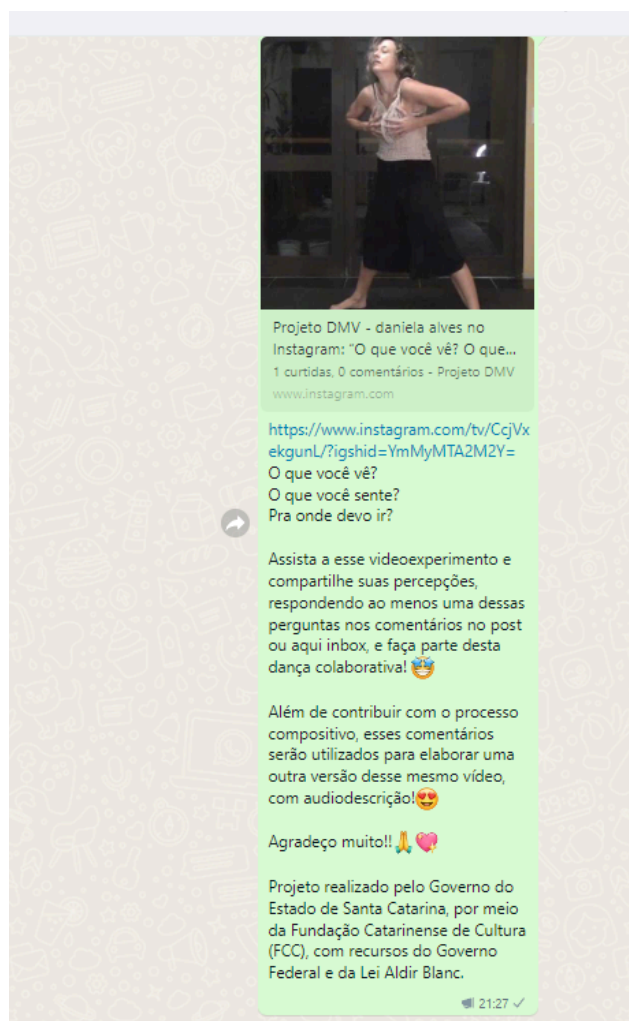 Projeto DMV - daniela alves no
Instagram: "O que você vê? O que...
1 curtidas, 0 comentários - Projeto DMV
www.instagram.com
https://www.instagram.com/tv/CcjVx
ekgunL/?igshid=YmMyMTA2M2Y=
O que você vê?
O que você sente?
Pra onde devo ir?
Assista a esse videoexperimento e
compartilhe suas percepções,
respondendo ao menos uma dessas
perguntas nos comentários no post
ou aqui inbox, e faça parte desta
dança colaborativa! 🤩
Além de contribuir com o processo
compositivo, esses comentários
serão utilizados para elaborar uma
outra versão desse mesmo vídeo,
com audiodescrição!😍
Agradeço muito!!🙏💖
Projeto realizado pelo Governo do
Estado de Santa Catarina, por meio
da Fundação Catarinense de Cultura
(FCC), com recursos do Governo
Federal e da Lei Aldir Blanc.
21:27